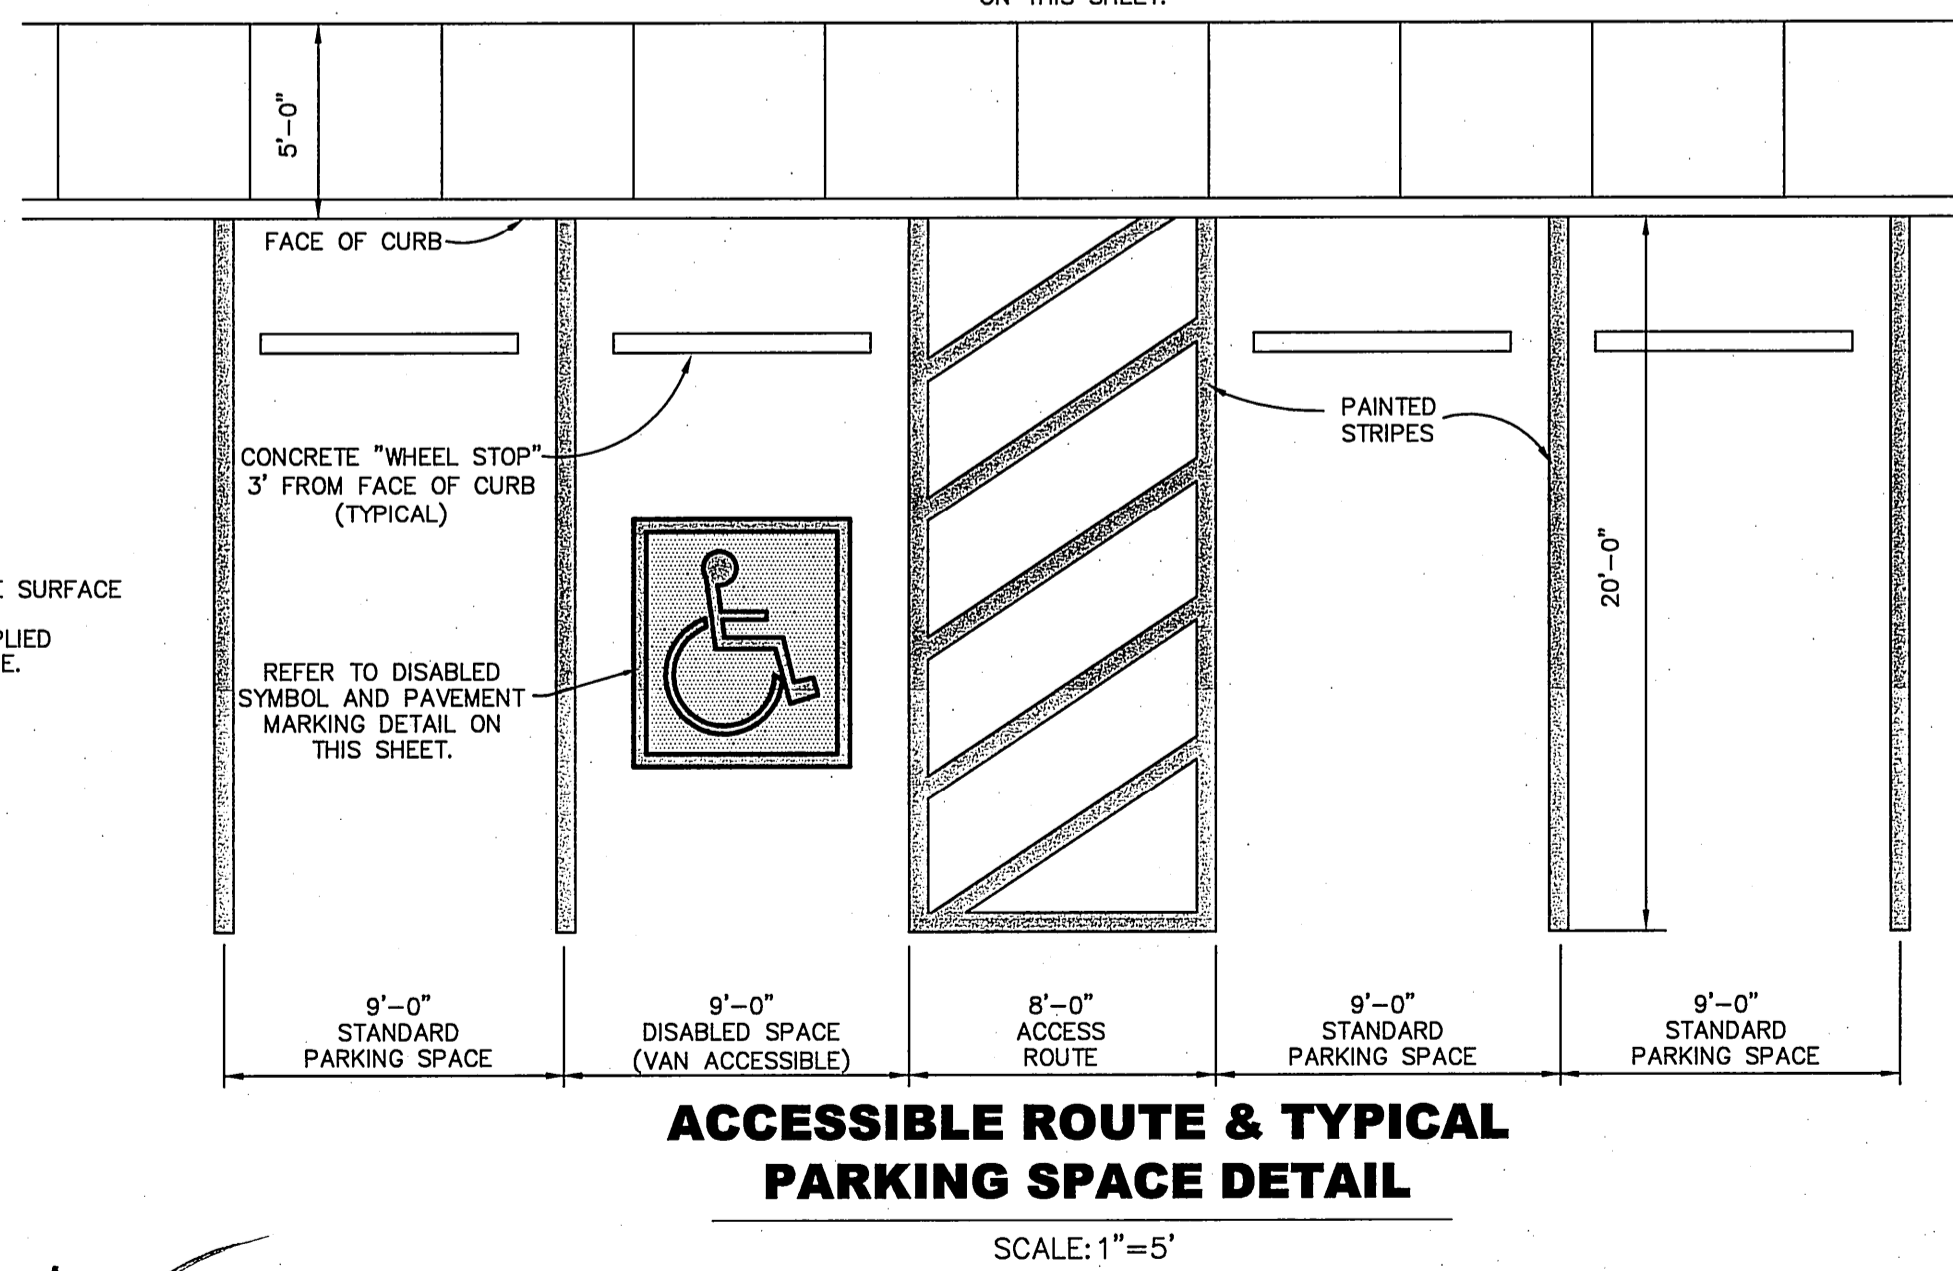 ON THIS SHEET.
5'-0"
FACE OF CURB
CONCRETE "WHEEL STOP"
3' FROM FACE OF CURB
(TYPICAL)
PAINTED
STRIPES
20'-0"
SURFACE
REFER TO DISABLED
SYMBOL AND PAVEMENT
MARKING DETAIL ON
THIS SHEET.
9'-0"
STANDARD
PARKING SPACE
9'-0"
DISABLED SPACE
(VAN ACCESSIBLE)
8'-0"
ACCESS
ROUTE
9'-0"
STANDARD
PARKING SPACE
9'-0"
STANDARD
PARKING SPACE
ACCESSIBLE ROUTE & TYPICAL
PARKING SPACE DETAIL
SCALE: 1"=5'